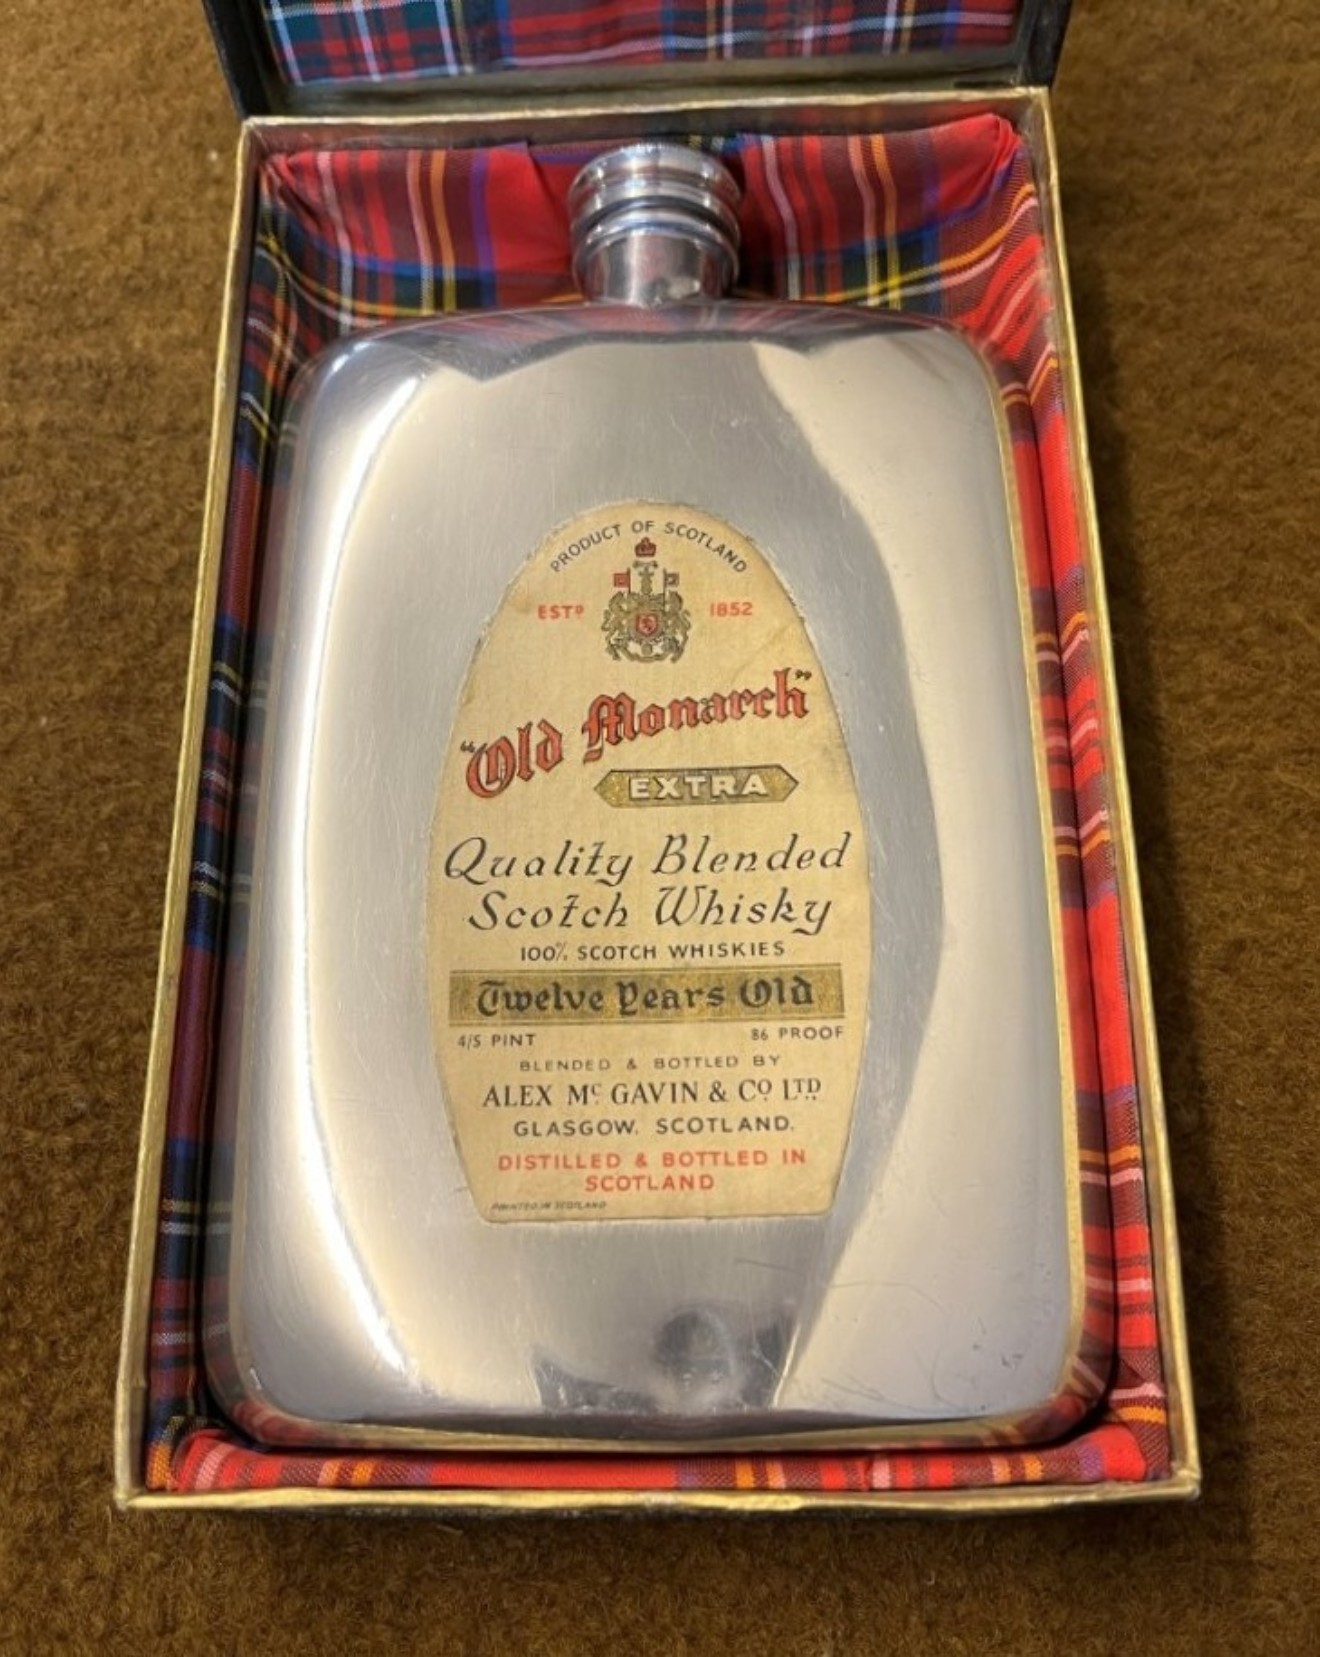 PRODUCT OF SCOTLAND
ESTD 1852
"Old Monarch"
EXTRA
Quality Blended
Scotch Whisky
100% SCOTCH WHISKIES
Twelve Years Old
4/5 PINT 86 PROOF
BLENDED & BOTTLED BY
ALEX Mc GAVIN & Co LTD
GLASGOW. SCOTLAND.
DISTILLED & BOTTLED IN
SCOTLAND
PRINTED IN SCOTLAND